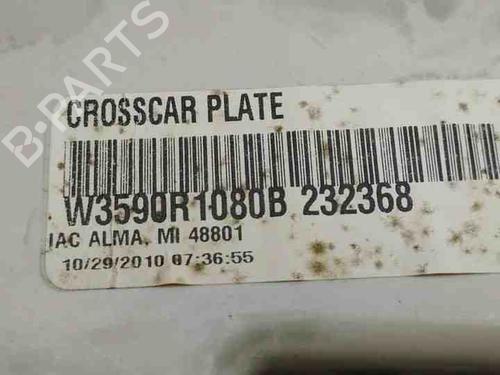 CROSSCAR PLATE
W3590R1080B 232368
IAC ALMA, MI 48801
10/29/2010 07:36:55
B-PARTS